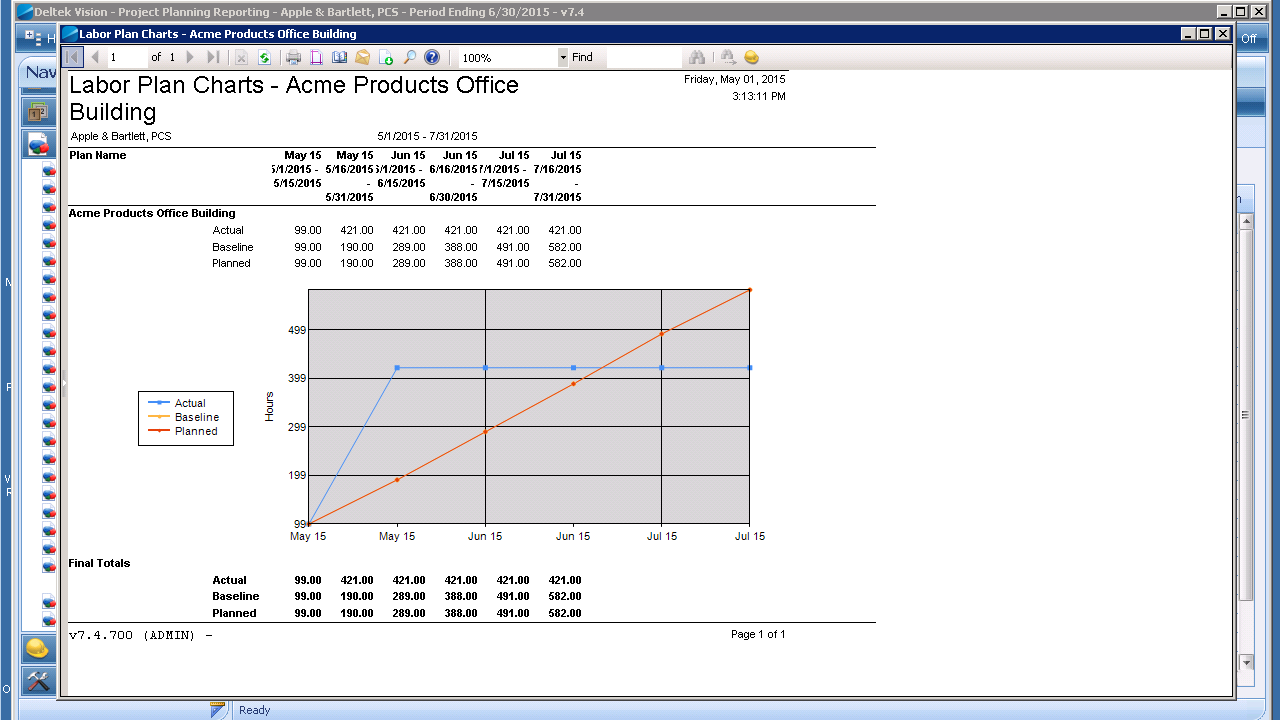 Deltek Vision - Project Planning Reporting - Apple & Bartlett, PCS - Period Ending 6/30/2015 - v7.4
Labor Plan Charts - Acme Products Office Building
Off
Nav
1 of 1 100% Find
Labor Plan Charts - Acme Products Office
Building
Friday, May 01, 2015
3:13:11 PM
Apple & Bartlett, PCS 5/1/2015 - 7/31/2015
Plan Name May 15 May 15 Jun 15 Jun 15 Jul 15 Jul 15
5/1/2015 - 5/16/2015 6/1/2015 - 6/16/2015 7/1/2015 - 7/16/2015
5/15/2015 - 6/15/2015 - 7/15/2015 -
5/31/2015 6/30/2015 7/31/2015
Acme Products Office Building
Actual 99.00 421.00 421.00 421.00 421.00 421.00
Baseline 99.00 190.00 289.00 388.00 491.00 582.00
Planned 99.00 190.00 289.00 388.00 491.00 582.00
Actual
Baseline
Planned
Hours
499
399
299
199
99
May 15 May 15 Jun 15 Jun 15 Jul 15 Jul 15
Final Totals
Actual 99.00 421.00 421.00 421.00 421.00 421.00
Baseline 99.00 190.00 289.00 388.00 491.00 582.00
Planned 99.00 190.00 289.00 388.00 491.00 582.00
v7.4.700 (ADMIN) -
Page 1 of 1
Ready